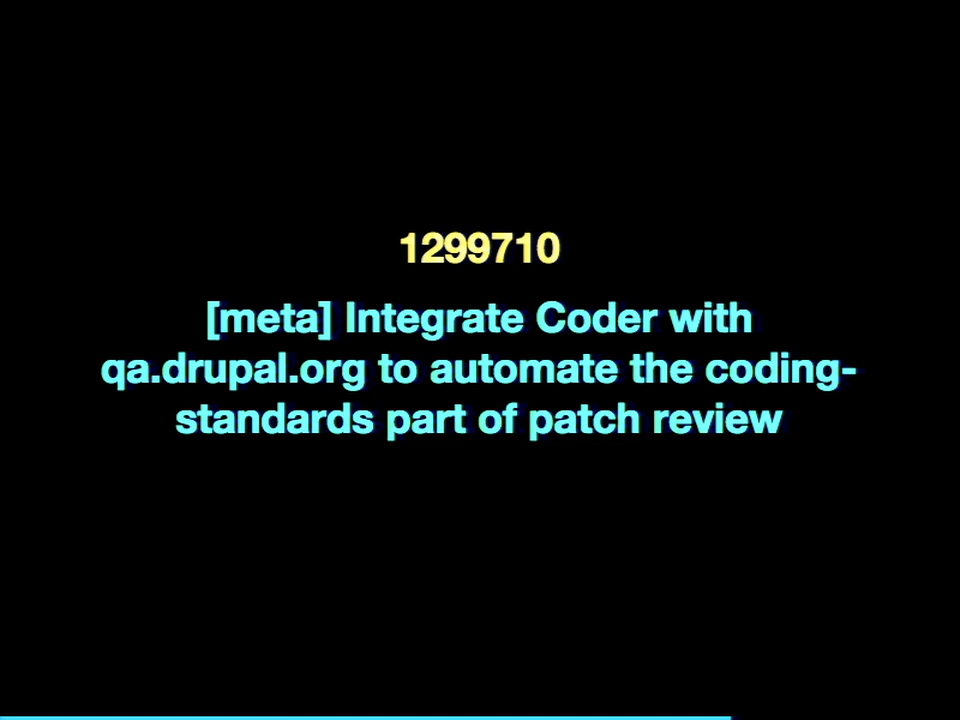 1299710
[meta] Integrate Coder with
qa.drupal.org to automate the coding-
standards part of patch review